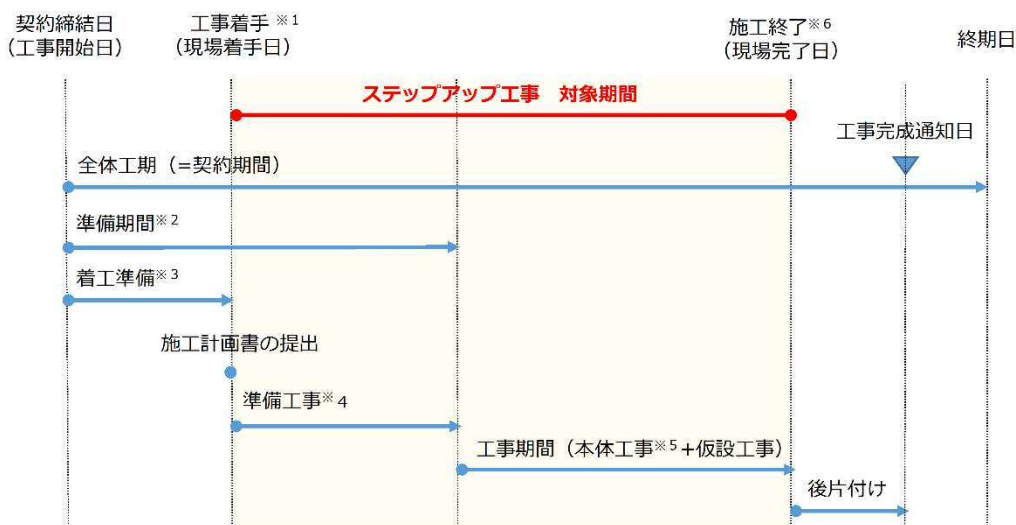 契約締結日
(工事開始日)
工事着手※1
(現場着手日)
施工終了※6
(現場完了日)
終期日
ステップアップ工事　対象期間
工事完成通知日
全体工期（=契約期間）
準備期間※2
着工準備※3
施工計画書の提出
準備工事※4
工事期間（本体工事※5+仮設工事）
後片付け